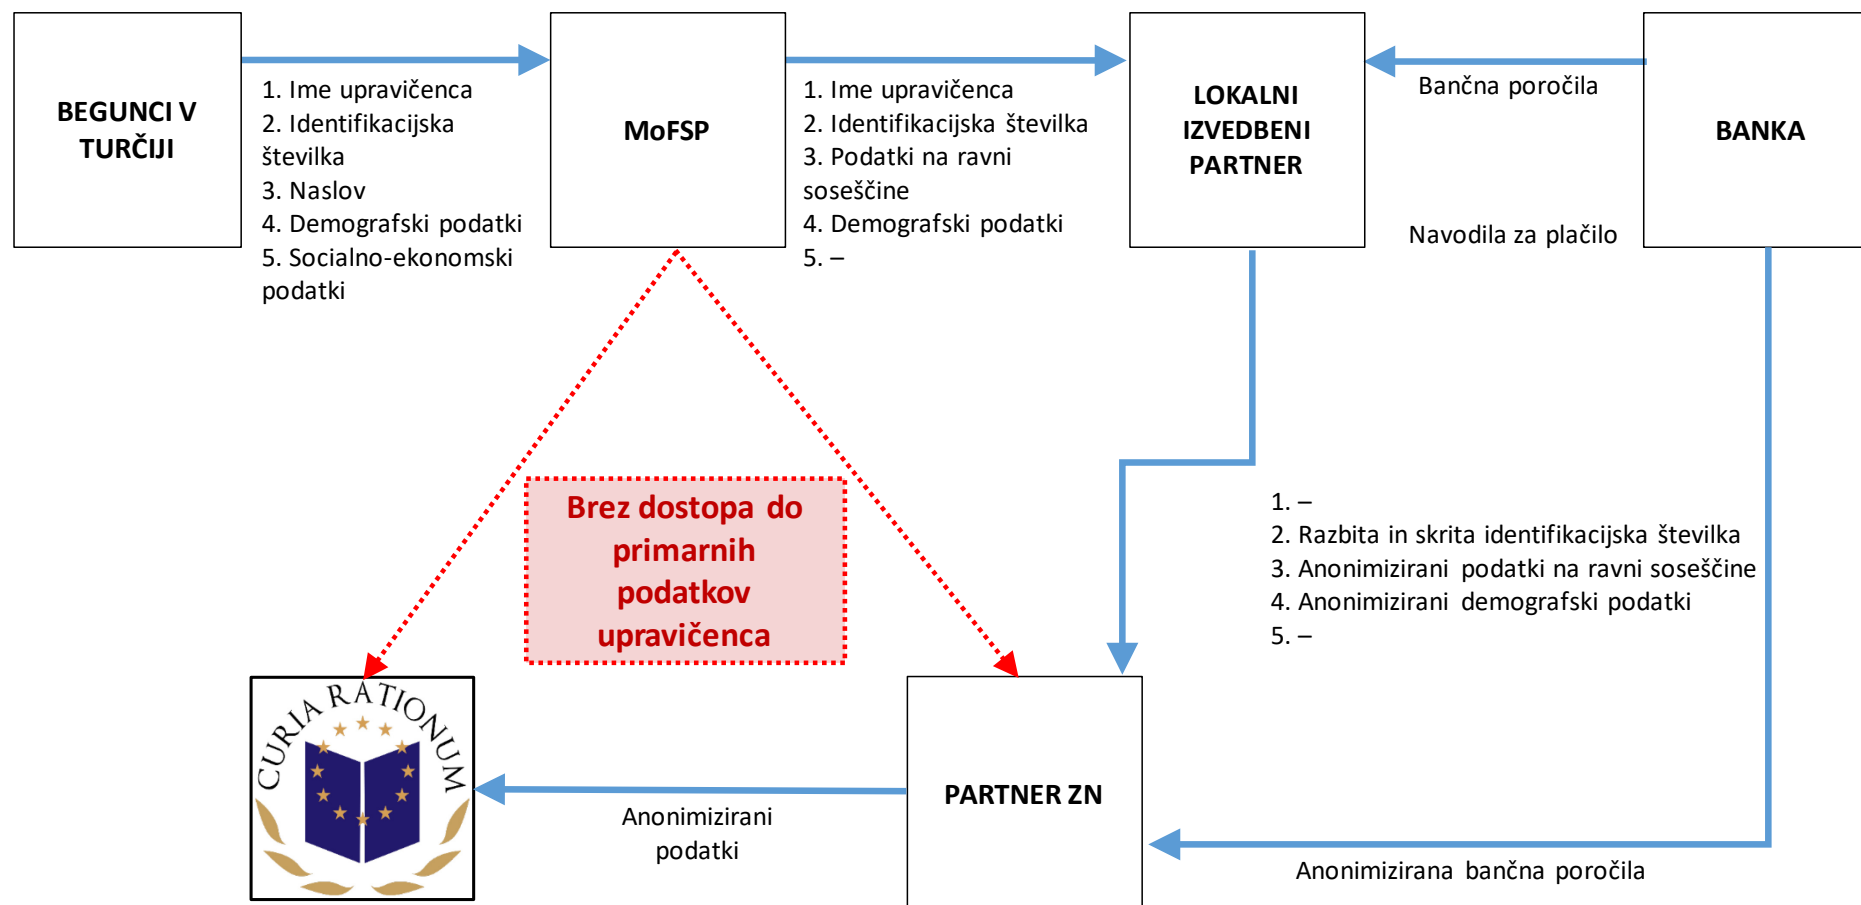 BEGUNCI V
TURČIJI
1. Ime upravičenca
2. Identifikacijska
številka
3. Naslov
4. Demografski podatki
5. Socialno-ekonomski
podatki
MoFSP
1. Ime upravičenca
2. Identifikacijska številka
3. Podatki na ravni
soseščine
4. Demografski podatki
5. –
LOKALNI
IZVEDBENI
PARTNER
Bančna poročila
Navodila za plačilo
BANKA
Brez dostopa do
primarnih
podatkov
upravičenca
1. –
2. Razbita in skrita identifikacijska številka
3. Anonimizirani podatki na ravni soseščine
4. Anonimizirani demografski podatki
5. –
CURIA RATIONUM
Anonimizirani
podatki
PARTNER ZN
Anonimizirana bančna poročila